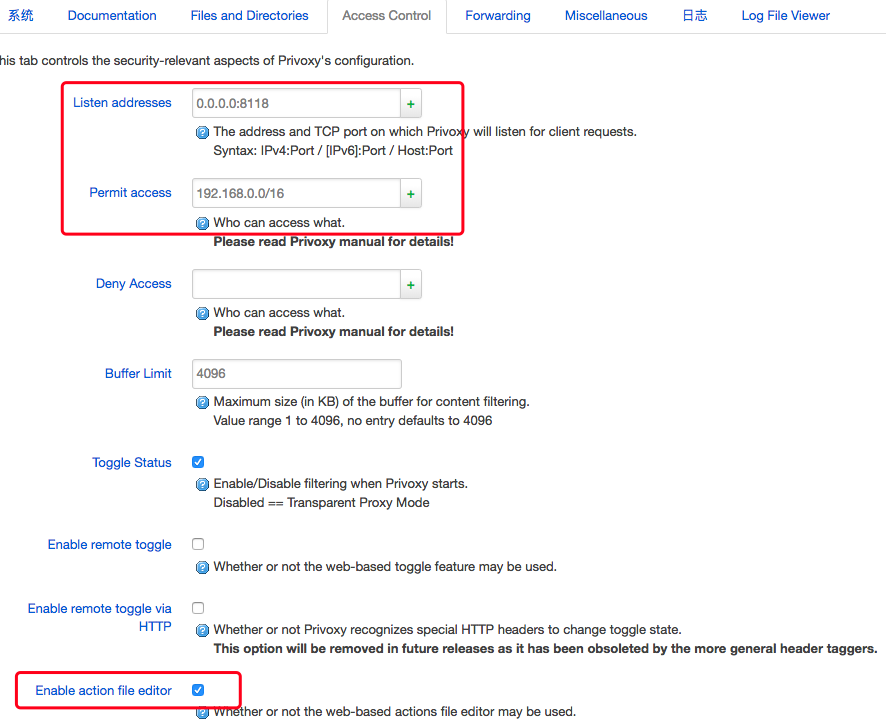 系统 Documentation Files and Directories Access Control Forwarding Miscellaneous 日志 Log File Viewer
his tab controls the security-relevant aspects of Privoxy's configuration.
Listen addresses 0.0.0.0:8118 +
The address and TCP port on which Privoxy will listen for client requests.
Syntax: IPv4:Port / [IPv6]:Port / Host:Port
Permit access 192.168.0.0/16 +
Who can access what.
Please read Privoxy manual for details!
Deny Access +
Who can access what.
Please read Privoxy manual for details!
Buffer Limit 4096
Maximum size (in KB) of the buffer for content filtering.
Value range 1 to 4096, no entry defaults to 4096
Toggle Status
Enable/Disable filtering when Privoxy starts.
Disabled == Transparent Proxy Mode
Enable remote toggle
Whether or not the web-based toggle feature may be used.
Enable remote toggle via
HTTP
Whether or not Privoxy recognizes special HTTP headers to change toggle state.
This option will be removed in future releases as it has been obsoleted by the more general header taggers.
Enable action file editor
Whether or not the web-based actions file editor may be used.